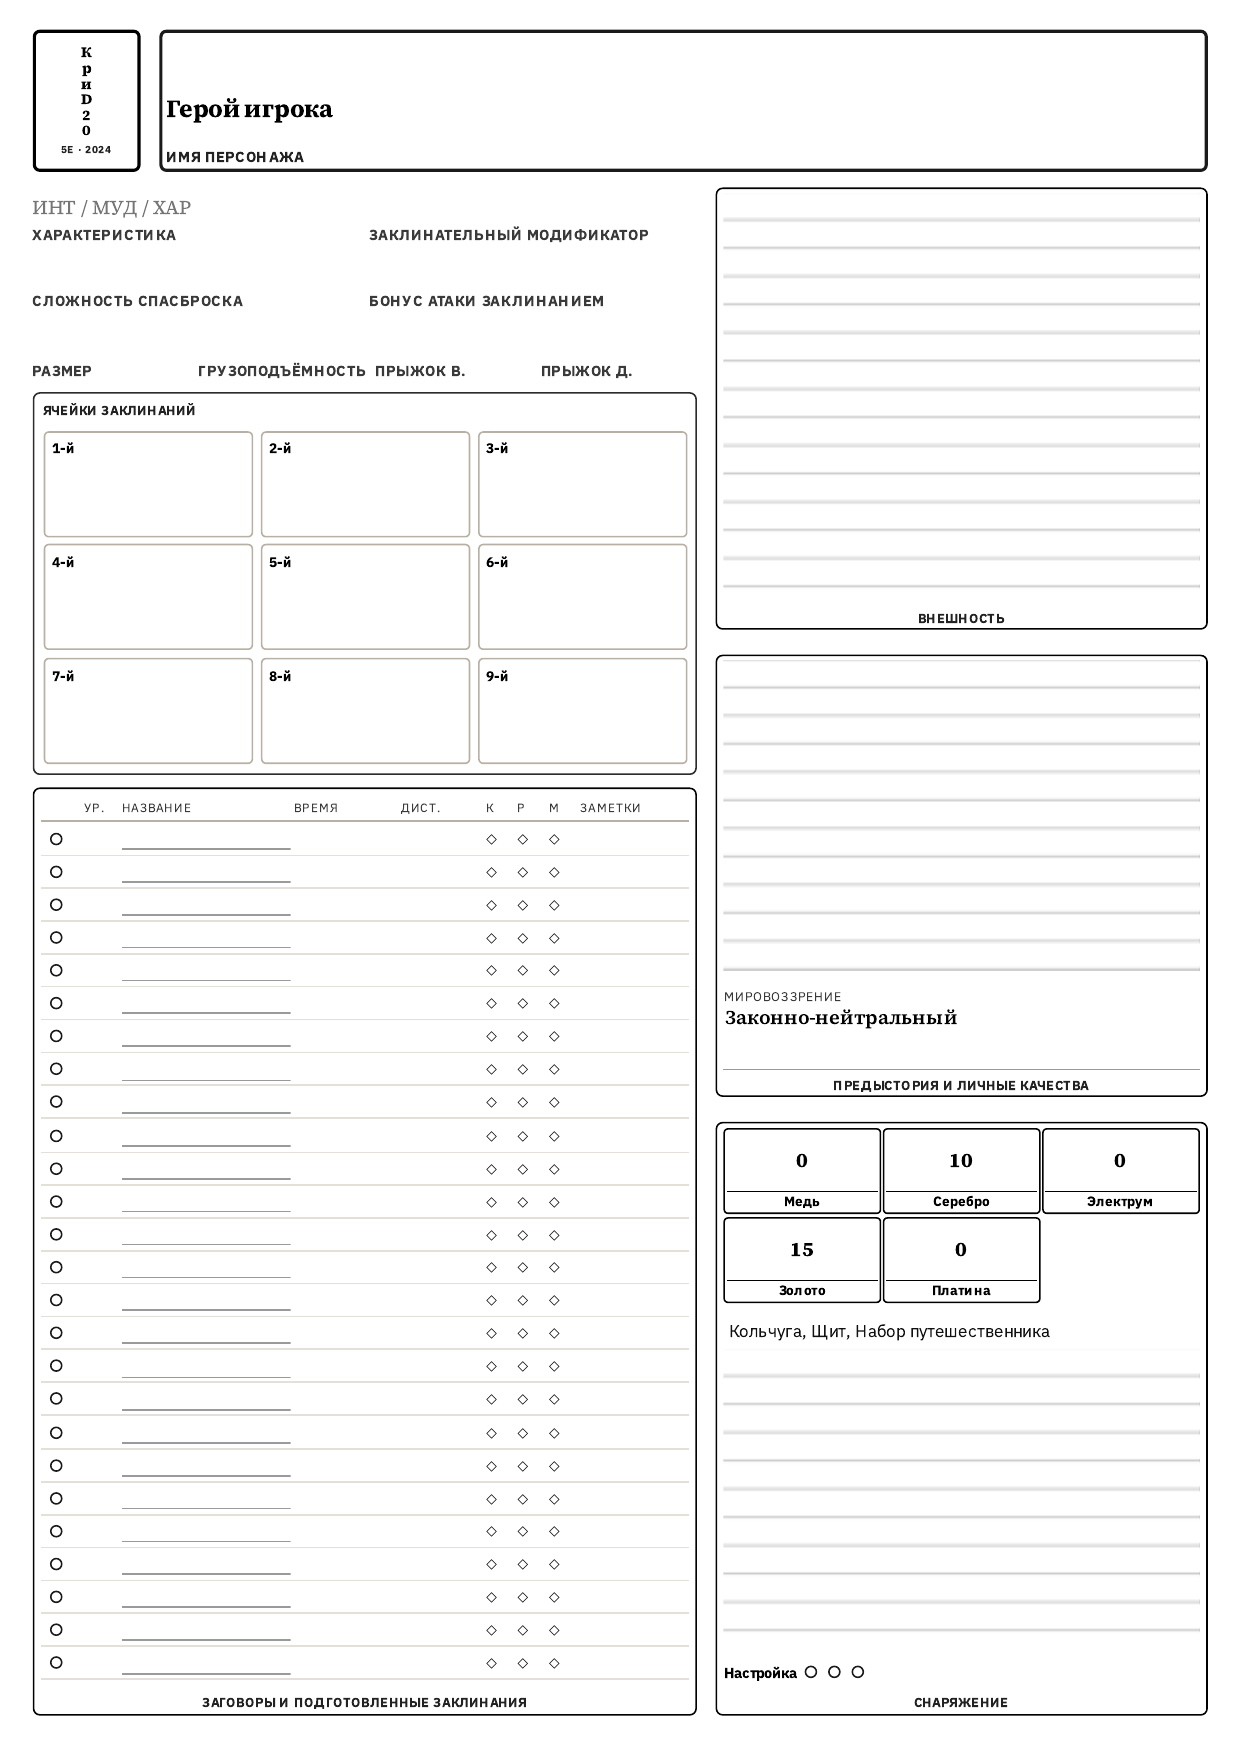 К
р
и
D
2
0
5E · 2024
Герой игрока
ИМЯ ПЕРСОНАЖА
ИНТ / МУД / ХАР
ХАРАКТЕРИСТИКА
ЗАКЛИНАТЕЛЬНЫЙ МОДИФИКАТОР
СЛОЖНОСТЬ СПАСБРОСКА
БОНУС АТАКИ ЗАКЛИНАНИЕМ
РАЗМЕР
ГРУЗОПОДЪЁМНОСТЬ
ПРЫЖОК В.
ПРЫЖОК Д.
ЯЧЕЙКИ ЗАКЛИНАНИЙ
1-й
2-й
3-й
4-й
5-й
6-й
7-й
8-й
9-й
УР. НАЗВАНИЕ ВРЕМЯ ДИСТ. К Р М ЗАМЕТКИ
ЗАГОВОРЫ И ПОДГОТОВЛЕННЫЕ ЗАКЛИНАНИЯ
ВНЕШНОСТЬ
МИРОВОЗЗРЕНИЕ
Законно-нейтральный
ПРЕДЫСТОРИЯ И ЛИЧНЫЕ КАЧЕСТВА
0
Медь
10
Серебро
0
Электрум
15
Золото
0
Платина
Кольчуга, Щит, Набор путешественника
Настройка
СНАРЯЖЕНИЕ